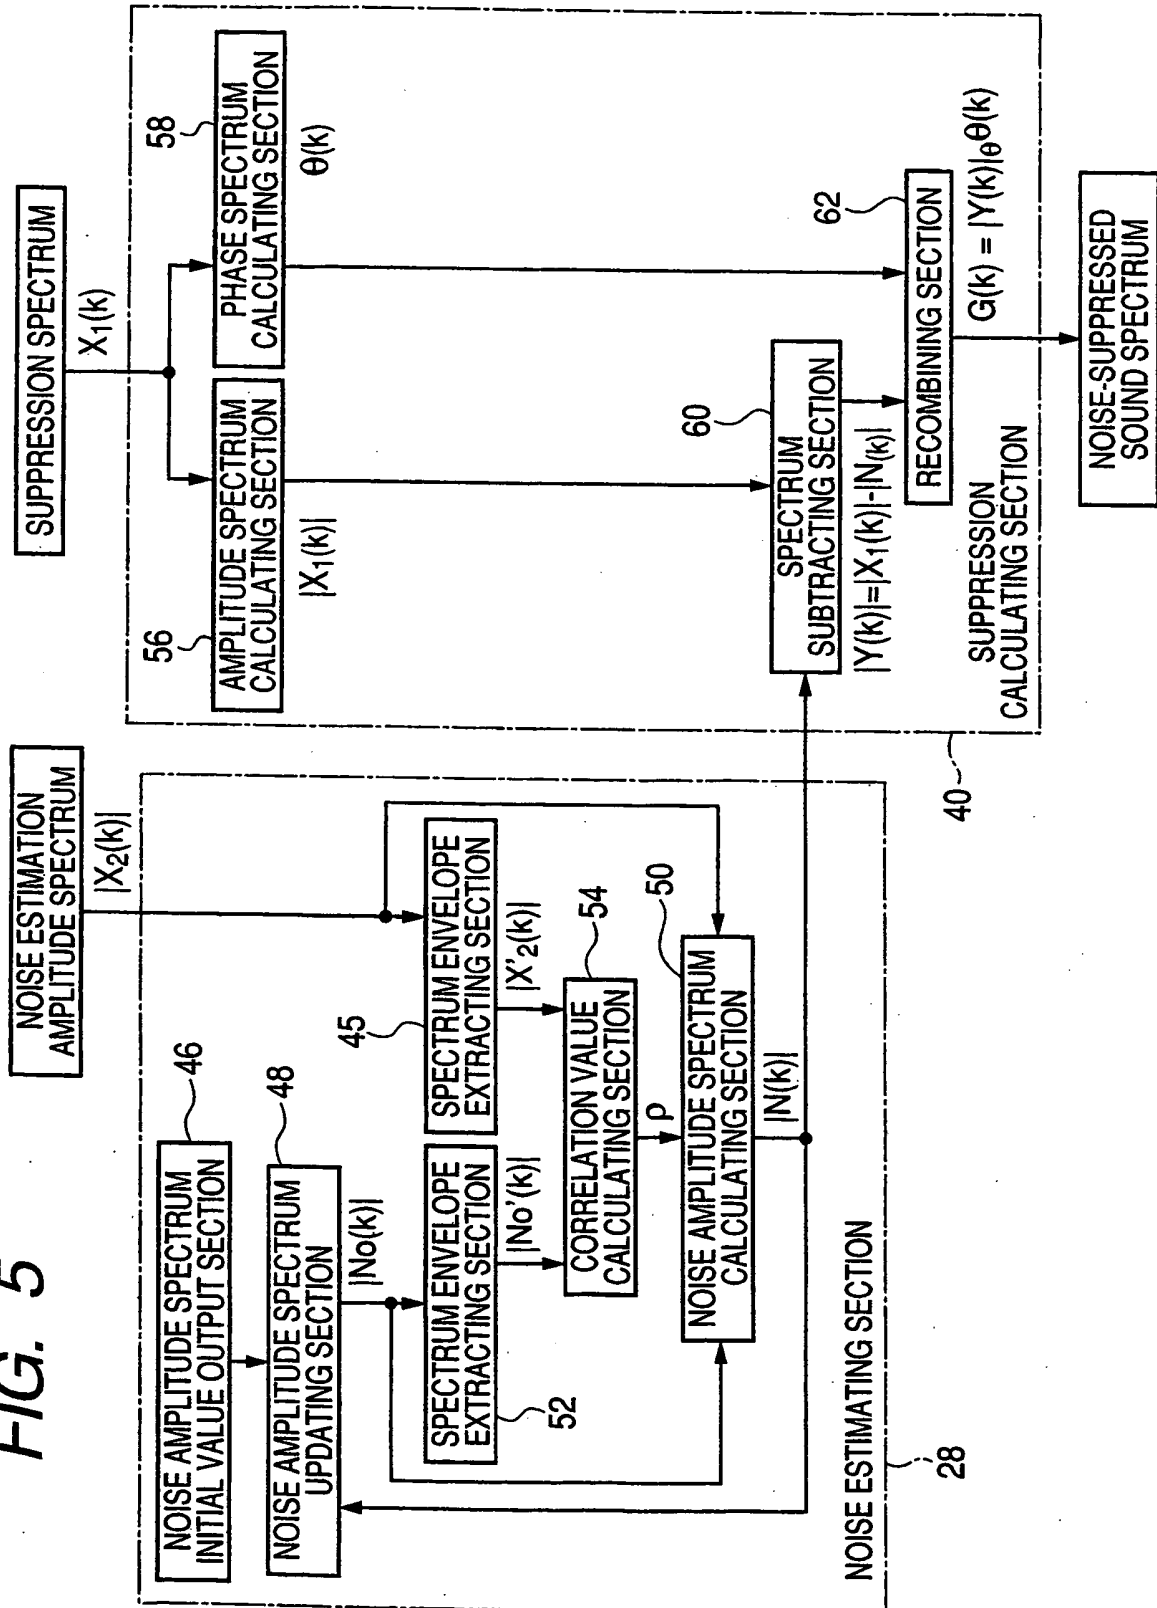 FIG. 5
NOISE ESTIMATION
AMPLITUDE SPECTRUM
|X2(k)|
SUPPRESSION SPECTRUM
X1(k)
NOISE AMPLITUDE SPECTRUM
INITIAL VALUE OUTPUT SECTION
46
NOISE AMPLITUDE SPECTRUM
UPDATING SECTION
48
|No(k)|
SPECTRUM ENVELOPE
EXTRACTING SECTION
52
|No'(k)|
SPECTRUM ENVELOPE
EXTRACTING SECTION
45
|X'2(k)|
CORRELATION VALUE
CALCULATING SECTION
54
ρ
NOISE AMPLITUDE SPECTRUM
CALCULATING SECTION
50
|N(k)|
NOISE ESTIMATING SECTION
28
AMPLITUDE SPECTRUM
CALCULATING SECTION
56
|X1(k)|
PHASE SPECTRUM
CALCULATING SECTION
58
θ(k)
SPECTRUM
SUBTRACTING SECTION
60
|Y(k)|=|X1(k)|-|N(k)|
RECOMBINING SECTION
62
G(k) = |Y(k)|θθ(k)
SUPPRESSION
CALCULATING SECTION
40
NOISE-SUPPRESSED
SOUND SPECTRUM